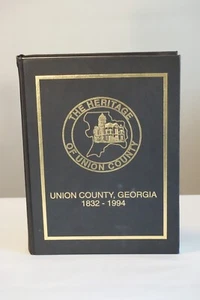 THE HERITAGE
OF UNION COUNTY
UNION COUNTY, GEORGIA
1832 - 1994